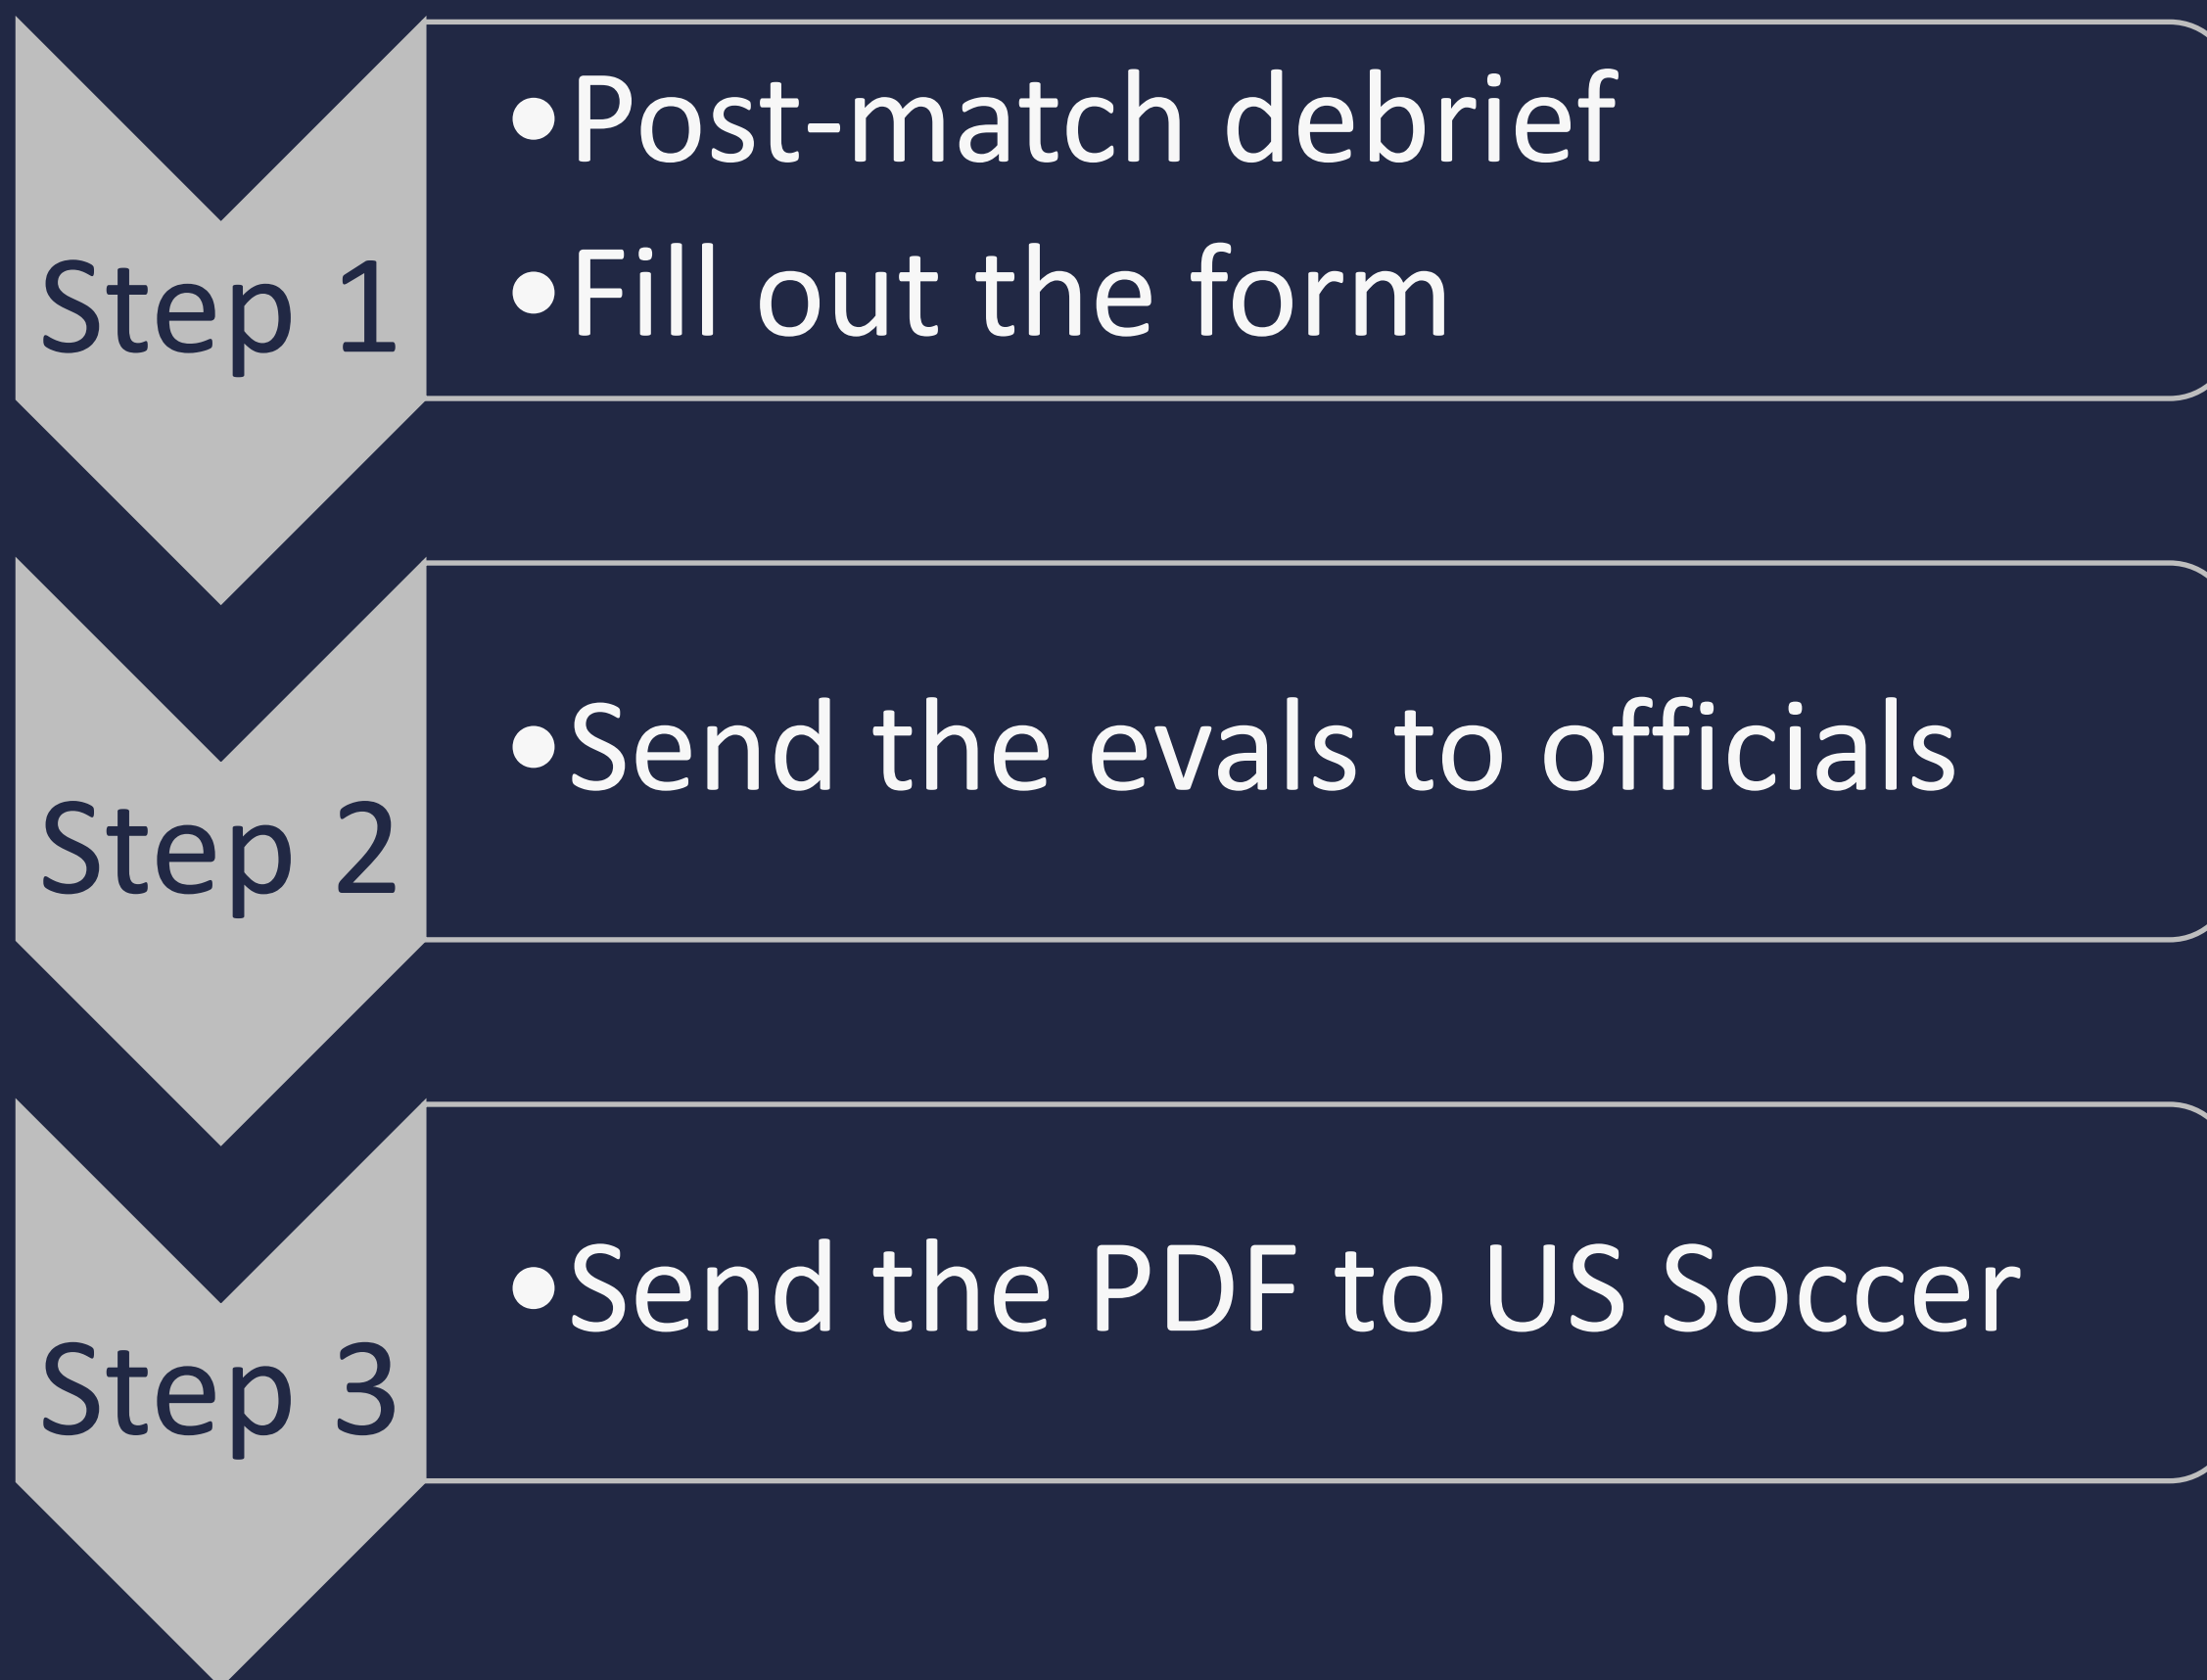 Step 1
•Post-match debrief
•Fill out the form
Step 2
•Send the evals to officials
Step 3
•Send the PDF to US Soccer